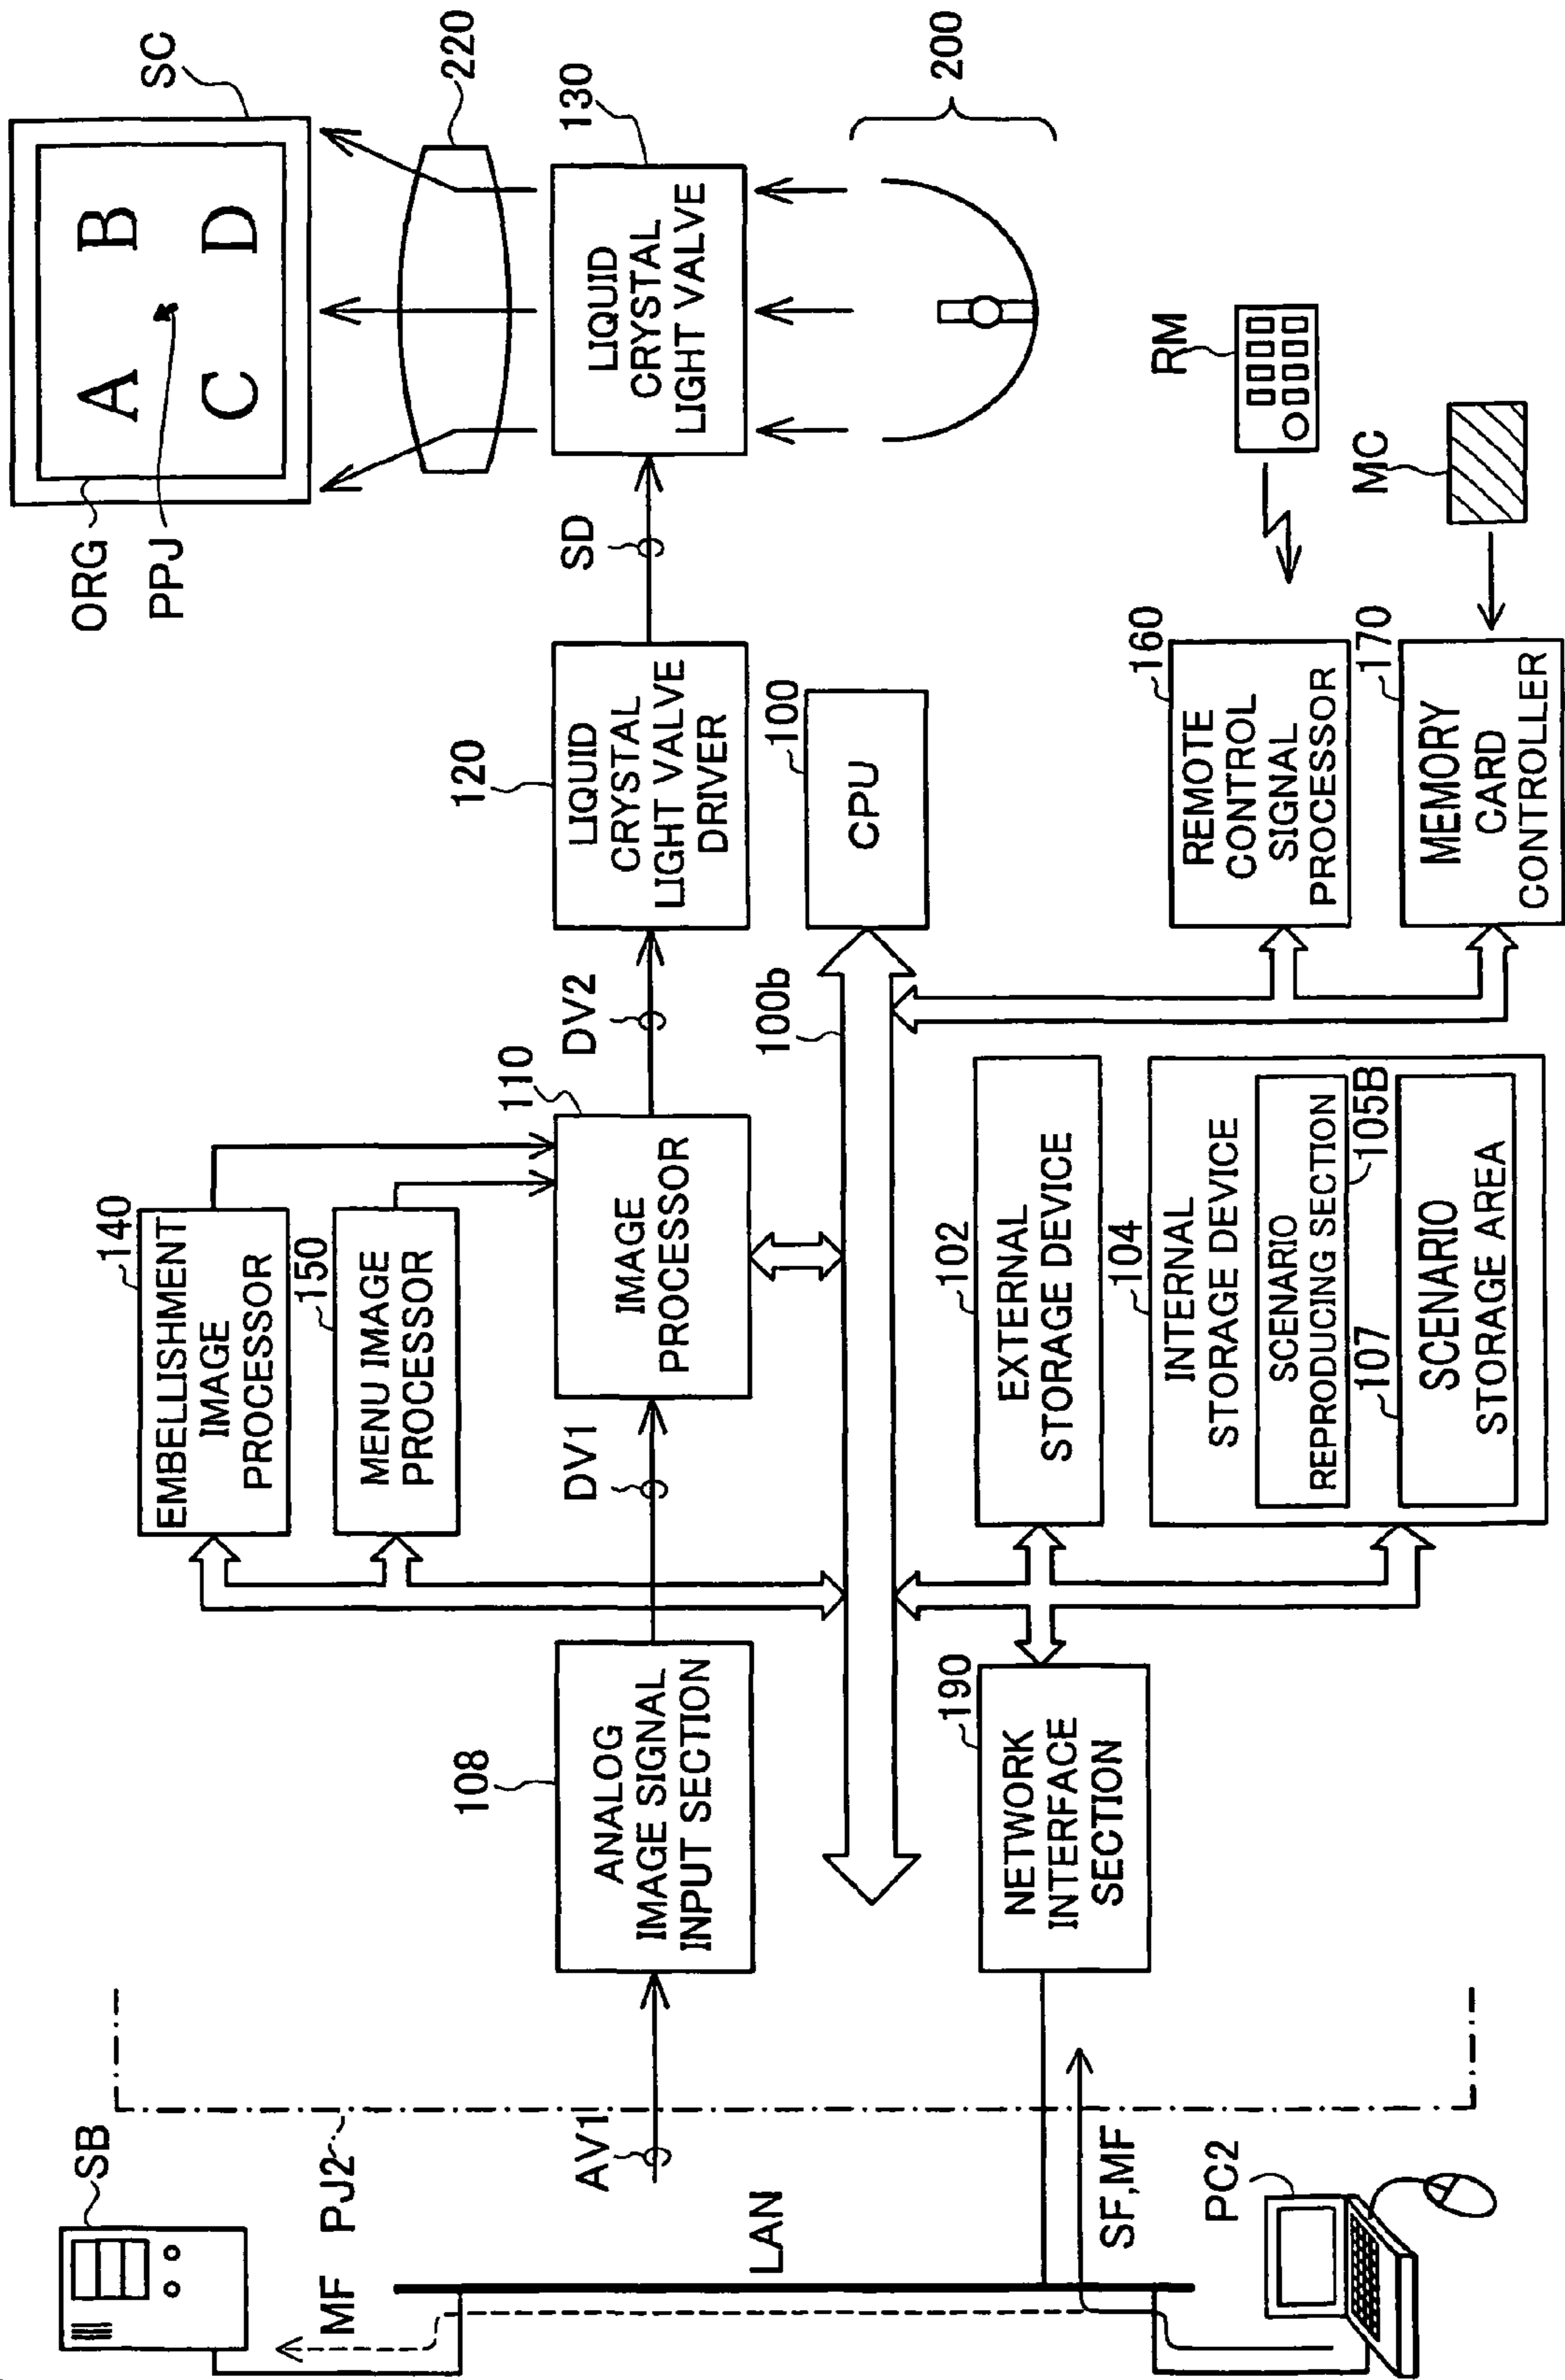 SB
MF
PJ2
AV1
LAN
SF,MF
PC2
108
ANALOG
IMAGE SIGNAL
INPUT SECTION
190
NETWORK
INTERFACE
SECTION
140
EMBELLISHMENT
IMAGE
PROCESSOR
150
MENU IMAGE
PROCESSOR
DV1
110
IMAGE
PROCESSOR
DV2
100b
102
EXTERNAL
STORAGE DEVICE
104
INTERNAL
STORAGE DEVICE
SCENARIO
REPRODUCING SECTION
105B
107
SCENARIO
STORAGE AREA
120
LIQUID
CRYSTAL
LIGHT VALVE
DRIVER
100
CPU
160
REMOTE
CONTROL
SIGNAL
PROCESSOR
170
MEMORY
CARD
CONTROLLER
SD
ORG
PPJ
A B
C D
SC
220
130
LIQUID
CRYSTAL
LIGHT VALVE
200
RM
MC